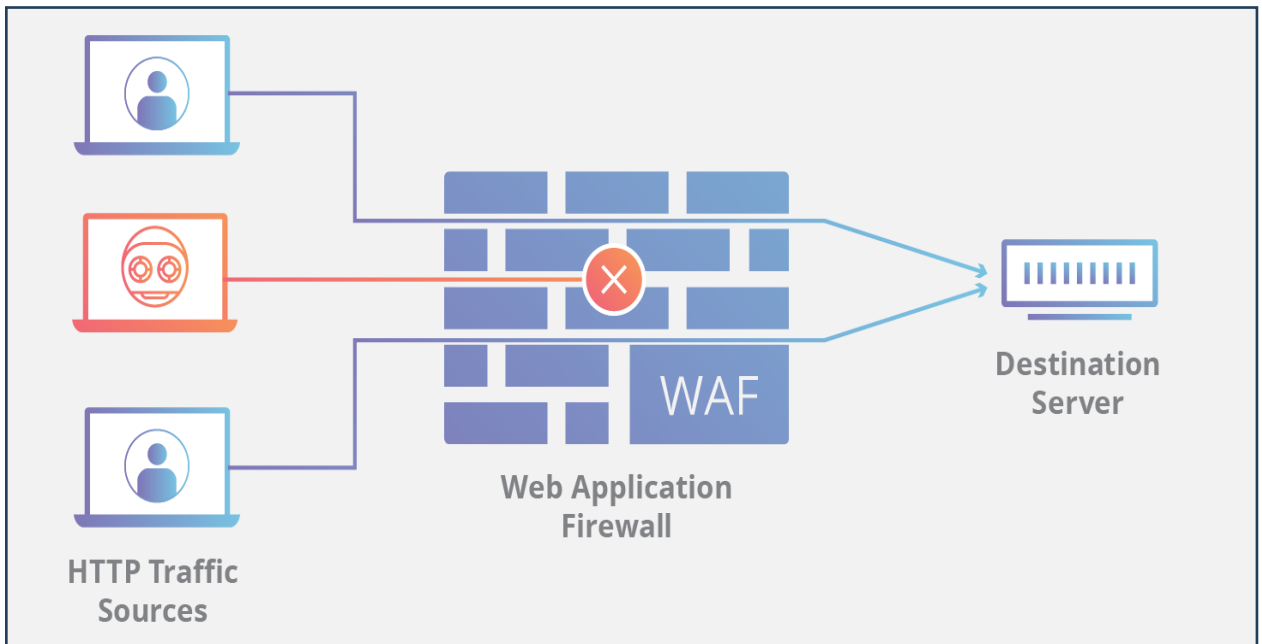 WAF
Web Application
Firewall
Destination
Server
HTTP Traffic
Sources